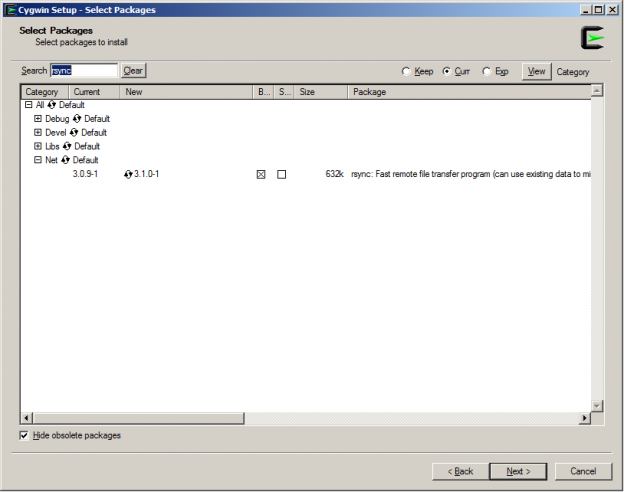 Cygwin Setup - Select Packages
Select Packages
Select packages to install
Search rsync Clear Keep Curr Exp View Category
Category Current New B... S... Size Package
All Default
Debug Default
Devel Default
Libs Default
Net Default
3.0.9-1 3.1.0-1 632k rsync: Fast remote file transfer program (can use existing data to mi
Hide obsolete packages
< Back Next > Cancel